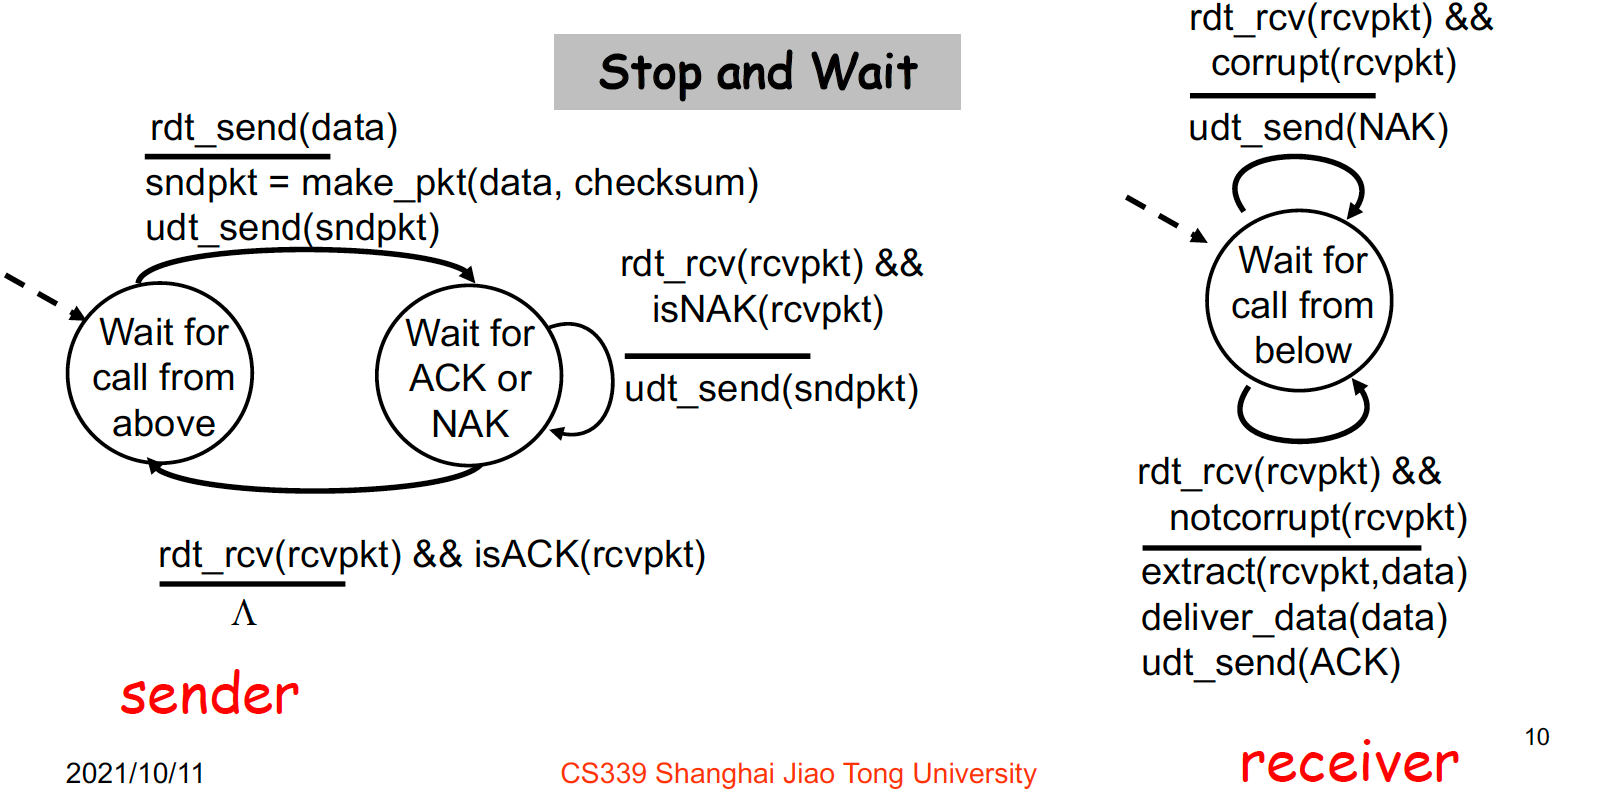 Stop and Wait
rdt_send(data)
sndpkt = make_pkt(data, checksum)
udt_send(sndpkt)
Wait for
call from
above
Wait for
ACK or
NAK
rdt_rcv(rcvpkt) &&
isNAK(rcvpkt)
udt_send(sndpkt)
rdt_rcv(rcvpkt) && isACK(rcvpkt)
Λ
sender
rdt_rcv(rcvpkt) &&
corrupt(rcvpkt)
udt_send(NAK)
Wait for
call from
below
rdt_rcv(rcvpkt) &&
notcorrupt(rcvpkt)
extract(rcvpkt,data)
deliver_data(data)
udt_send(ACK)
receiver
2021/10/11
CS339 Shanghai Jiao Tong University
10